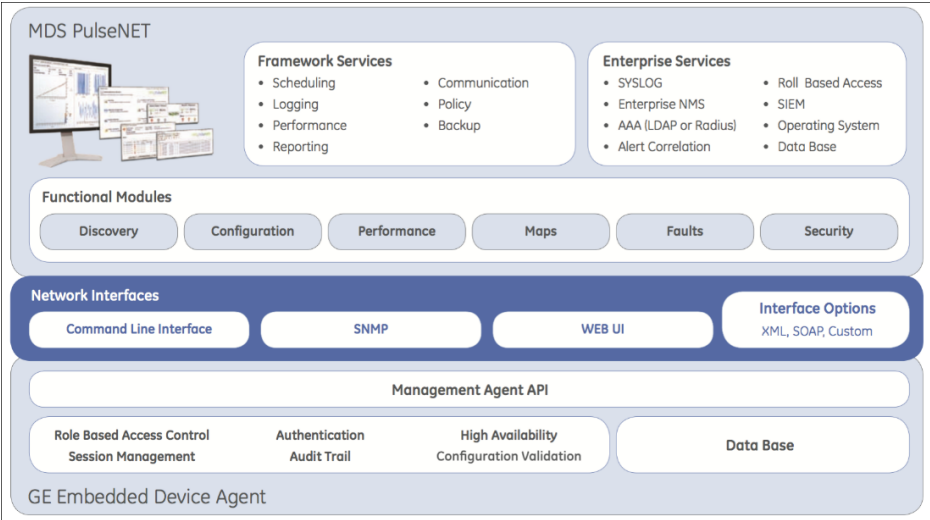 MDS PulseNET
Framework Services
• Scheduling
• Logging
• Performance
• Reporting
• Communication
• Policy
• Backup
Enterprise Services
• SYSLOG
• Enterprise NMS
• AAA (LDAP or Radius)
• Alert Correlation
• Roll Based Access
• SIEM
• Operating System
• Data Base
Functional Modules
Discovery
Configuration
Performance
Maps
Faults
Security
Network Interfaces
Command Line Interface
SNMP
WEB UI
Interface Options
XML, SOAP, Custom
Management Agent API
Role Based Access Control
Session Management
Authentication
Audit Trail
High Availability
Configuration Validation
Data Base
GE Embedded Device Agent